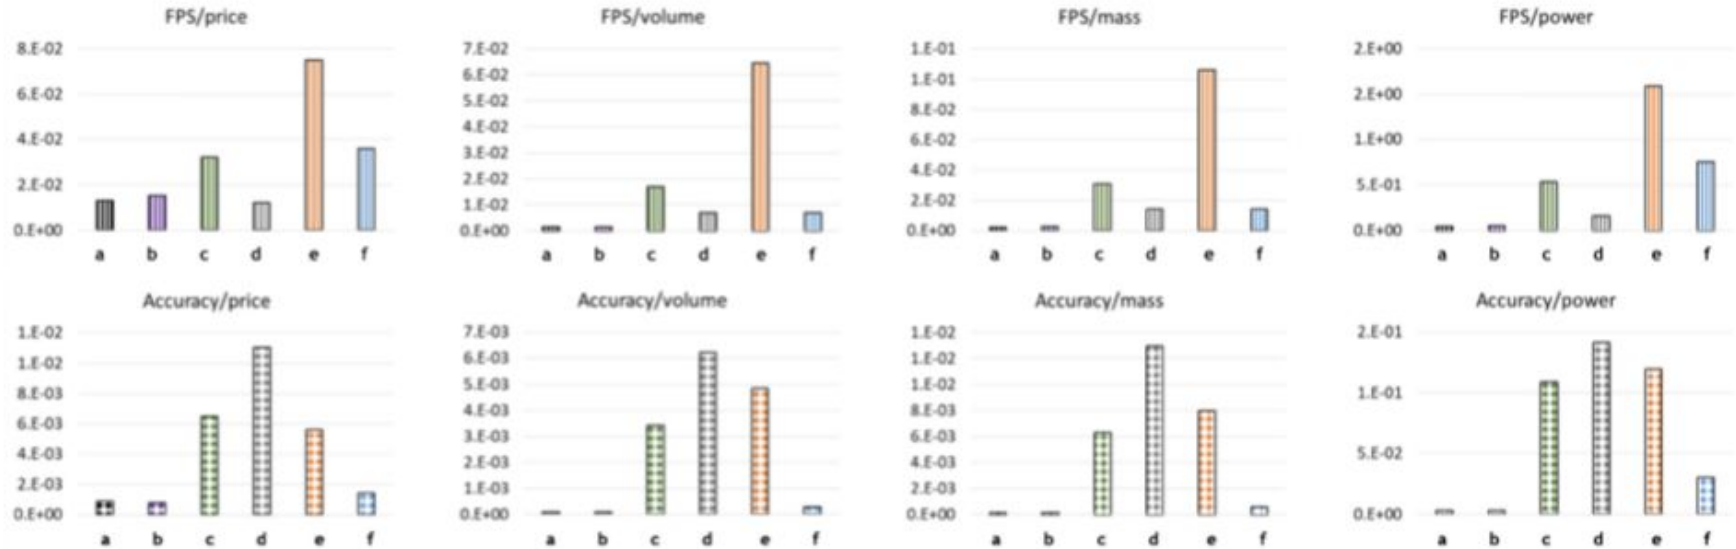 FPS/price
8.E-02
6.E-02
4.E-02
2.E-02
0.E+00
a b c d e f
FPS/volume
7.E-02
6.E-02
5.E-02
4.E-02
3.E-02
2.E-02
1.E-02
0.E+00
a b c d e f
FPS/mass
1.E-01
1.E-01
8.E-02
6.E-02
4.E-02
2.E-02
0.E+00
a b c d e f
FPS/power
2.E+00
2.E+00
1.E+00
5.E-01
0.E+00
a b c d e f
Accuracy/price
1.E-02
1.E-02
8.E-03
6.E-03
4.E-03
2.E-03
0.E+00
a b c d e f
Accuracy/volume
7.E-03
6.E-03
5.E-03
4.E-03
3.E-03
2.E-03
1.E-03
0.E+00
a b c d e f
Accuracy/mass
1.E-02
1.E-02
1.E-02
8.E-03
6.E-03
4.E-03
2.E-03
0.E+00
a b c d e f
Accuracy/power
2.E-01
1.E-01
5.E-02
0.E+00
a b c d e f